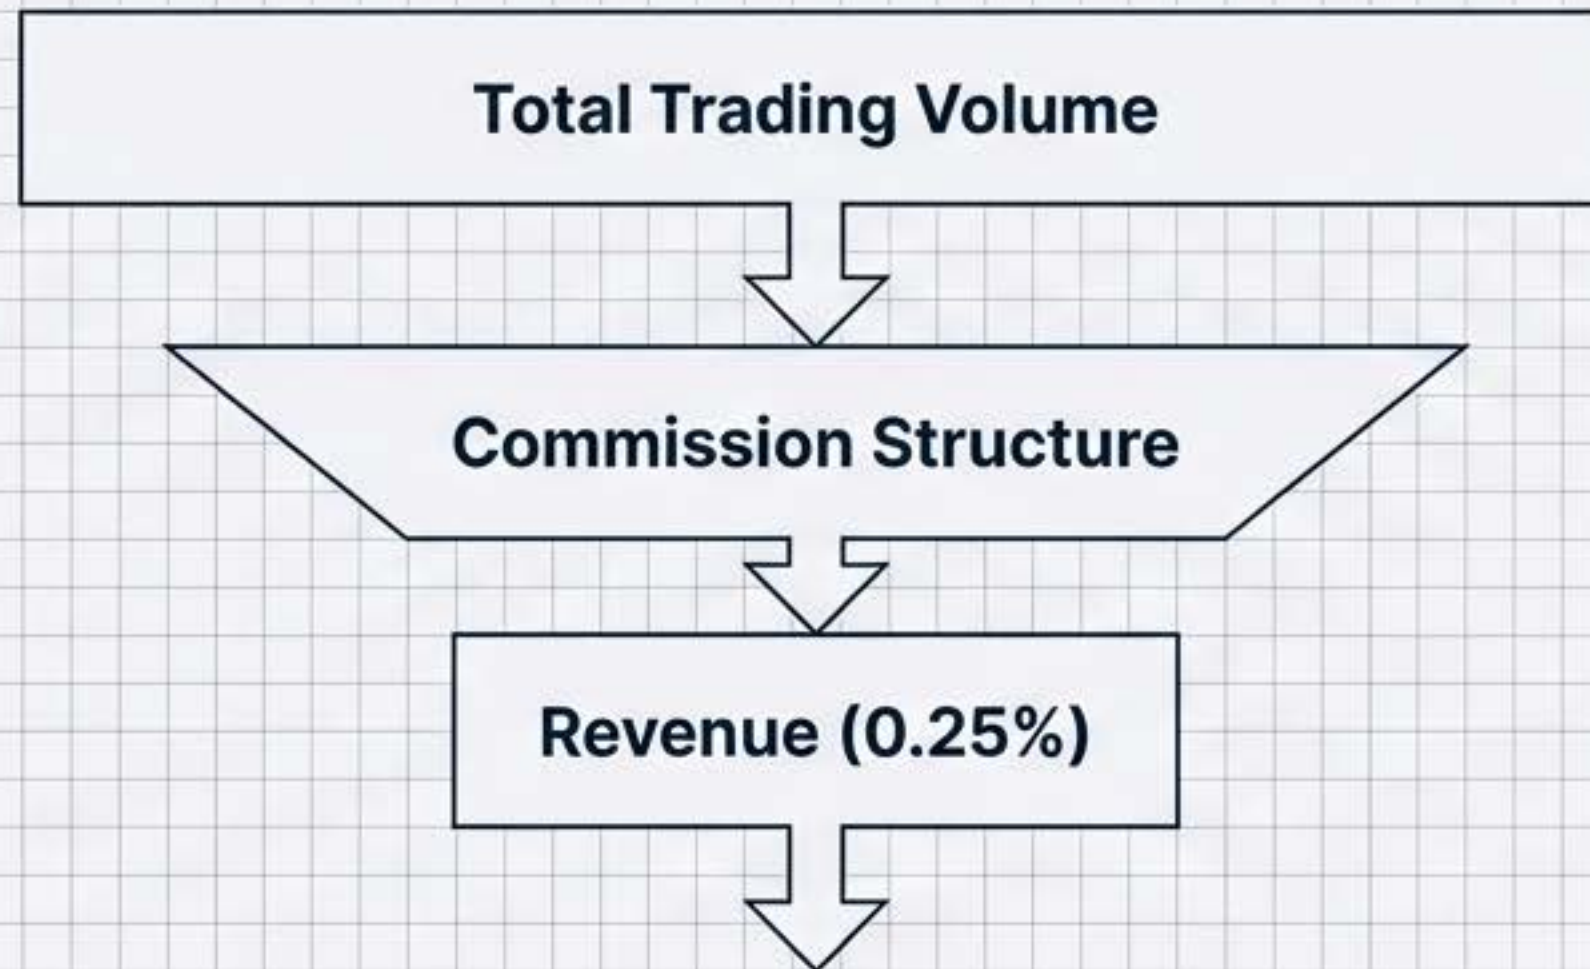 Total Trading Volume
Commission Structure
Revenue (0.25%)